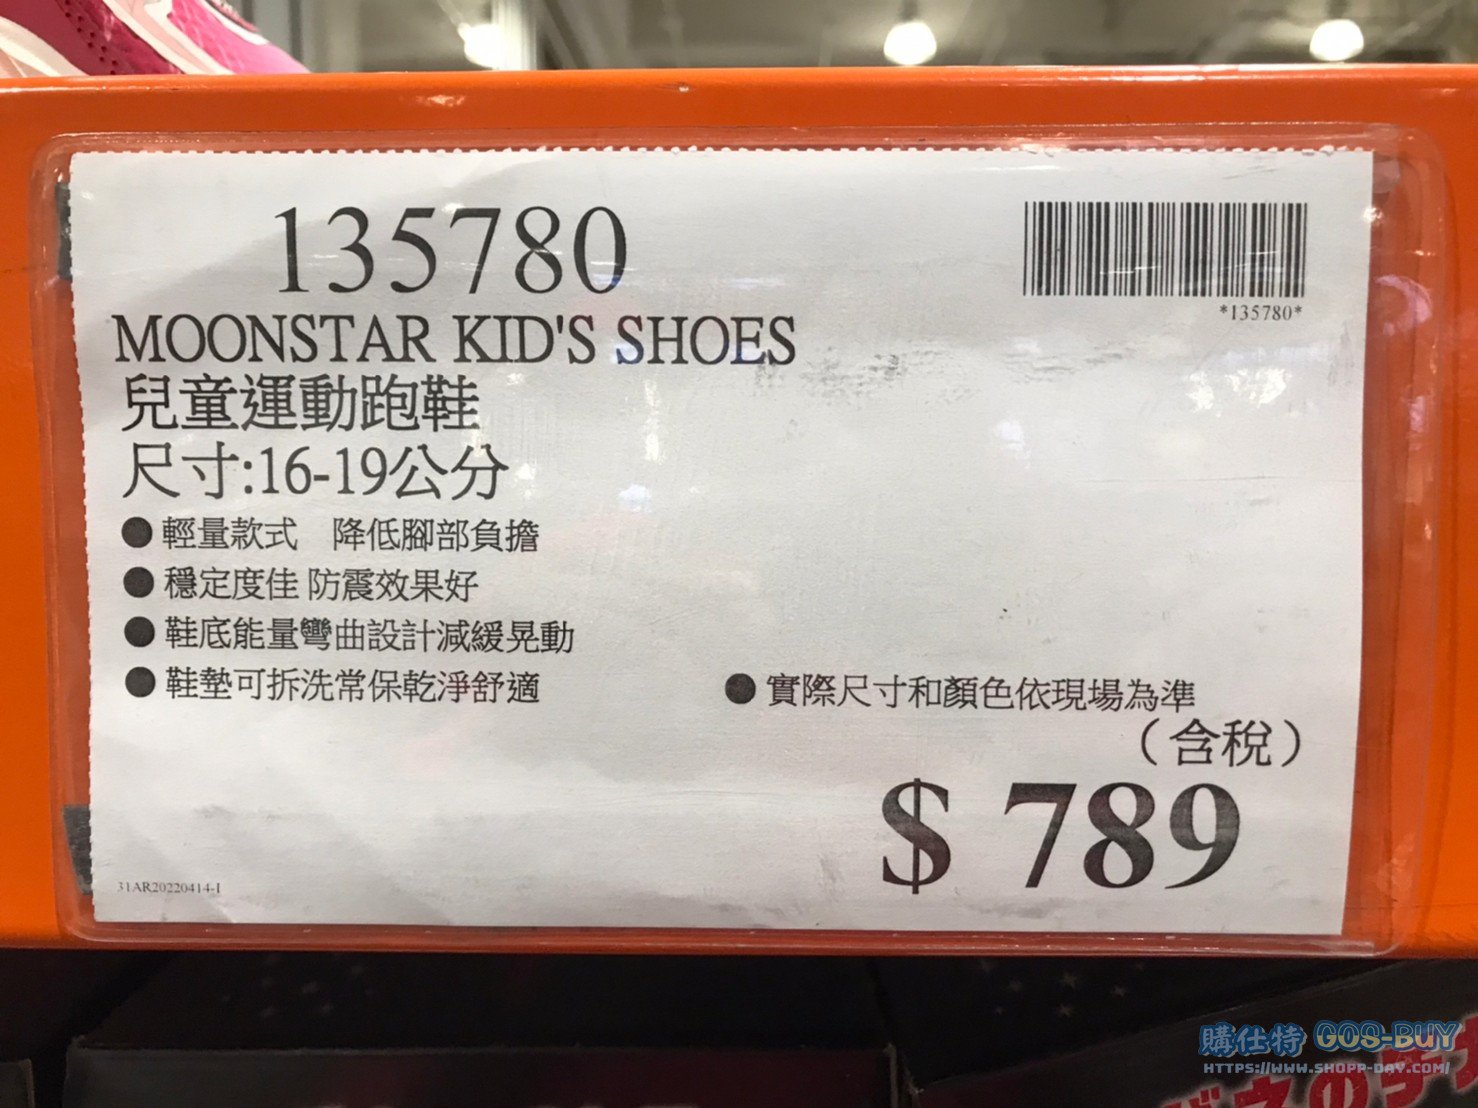 135780
*135780*
MOONSTAR KID'S SHOES
兒童運動跑鞋
尺寸:16-19公分
● 輕量款式　降低腳部負擔
● 穩定度佳 防震效果好
● 鞋底能量彎曲設計減緩晃動
● 鞋墊可拆洗常保乾淨舒適
● 實際尺寸和顏色依現場為準
（含稅）
$ 789
31AR20220414-I
購仕特 GOS-BUY
HTTPS://WWW.SHOPP-DAY.COM/